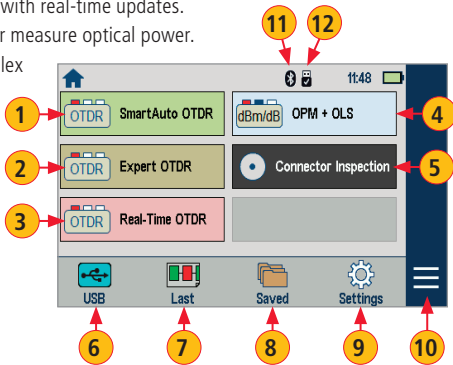 with real-time updates.
r measure optical power.
lex
11 12
11:48
1 OTDR SmartAuto OTDR dBm/dB OPM + OLS 4
2 OTDR Expert OTDR Connector Inspection 5
3 OTDR Real-Time OTDR
USB Last Saved Settings
6 7 8 9 10